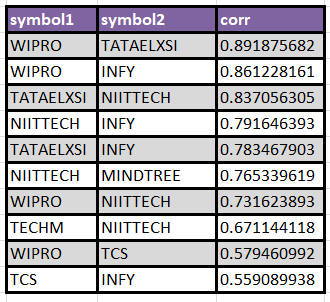 symbol1 symbol2 corr
WIPRO TATAELXSI 0.891875682
WIPRO INFY 0.861228161
TATAELXSI NIITTECH 0.837056305
NIITTECH INFY 0.791646393
TATAELXSI INFY 0.783467903
NIITTECH MINDTREE 0.765339619
WIPRO NIITTECH 0.731623893
TECHM NIITTECH 0.671144118
WIPRO TCS 0.579460992
TCS INFY 0.559089938